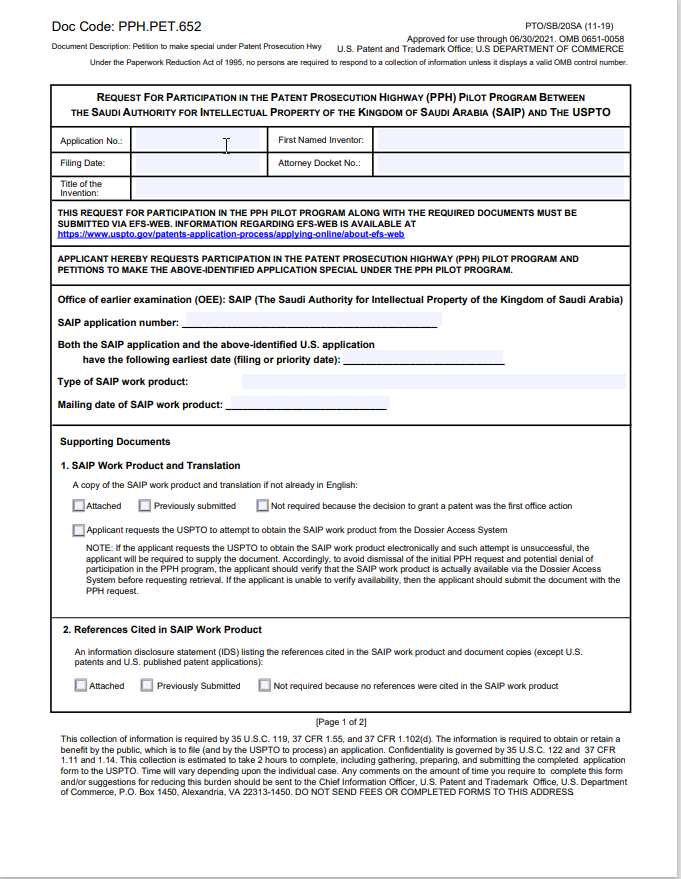 Doc Code: PPH.PET.652
PTO/SB/20SA (11-19)
Approved for use through 06/30/2021. OMB 0651-0058
Document Description: Petition to make special under Patent Prosecution Hwy
U.S. Patent and Trademark Office; U.S DEPARTMENT OF COMMERCE
Under the Paperwork Reduction Act of 1995, no persons are required to respond to a collection of information unless it displays a valid OMB control number.
REQUEST FOR PARTICIPATION IN THE PATENT PROSECUTION HIGHWAY (PPH) PILOT PROGRAM BETWEEN
THE SAUDI AUTHORITY FOR INTELLECTUAL PROPERTY OF THE KINGDOM OF SAUDI ARABIA (SAIP) AND THE USPTO
Application No.:
First Named Inventor:
Filing Date:
Attorney Docket No.:
Title of the
Invention:
THIS REQUEST FOR PARTICIPATION IN THE PPH PILOT PROGRAM ALONG WITH THE REQUIRED DOCUMENTS MUST BE
SUBMITTED VIA EFS-WEB. INFORMATION REGARDING EFS-WEB IS AVAILABLE AT
https://www.uspto.gov/patents-application-process/applying-online/about-efs-web
APPLICANT HEREBY REQUESTS PARTICIPATION IN THE PATENT PROSECUTION HIGHWAY (PPH) PILOT PROGRAM AND
PETITIONS TO MAKE THE ABOVE-IDENTIFIED APPLICATION SPECIAL UNDER THE PPH PILOT PROGRAM.
Office of earlier examination (OEE): SAIP (The Saudi Authority for Intellectual Property of the Kingdom of Saudi Arabia)
SAIP application number:
Both the SAIP application and the above-identified U.S. application
have the following earliest date (filing or priority date):
Type of SAIP work product:
Mailing date of SAIP work product:
Supporting Documents
1. SAIP Work Product and Translation
A copy of the SAIP work product and translation if not already in English:
Attached Previously submitted Not required because the decision to grant a patent was the first office action
Applicant requests the USPTO to attempt to obtain the SAIP work product from the Dossier Access System
NOTE: If the applicant requests the USPTO to obtain the SAIP work product electronically and such attempt is unsuccessful, the
applicant will be required to supply the document. Accordingly, to avoid dismissal of the initial PPH request and potential denial of
participation in the PPH program, the applicant should verify that the SAIP work product is actually available via the Dossier Access
System before requesting retrieval. If the applicant is unable to verify availability, then the applicant should submit the document with the
PPH request.
2. References Cited in SAIP Work Product
An information disclosure statement (IDS) listing the references cited in the SAIP work product and document copies (except U.S.
patents and U.S. published patent applications):
Attached Previously Submitted Not required because no references were cited in the SAIP work product
[Page 1 of 2]
This collection of information is required by 35 U.S.C. 119, 37 CFR 1.55, and 37 CFR 1.102(d). The information is required to obtain or retain a
benefit by the public, which is to file (and by the USPTO to process) an application. Confidentiality is governed by 35 U.S.C. 122 and 37 CFR
1.11 and 1.14. This collection is estimated to take 2 hours to complete, including gathering, preparing, and submitting the completed application
form to the USPTO. Time will vary depending upon the individual case. Any comments on the amount of time you require to complete this form
and/or suggestions for reducing this burden should be sent to the Chief Information Officer, U.S. Patent and Trademark Office, U.S. Department
of Commerce, P.O. Box 1450, Alexandria, VA 22313-1450. DO NOT SEND FEES OR COMPLETED FORMS TO THIS ADDRESS.